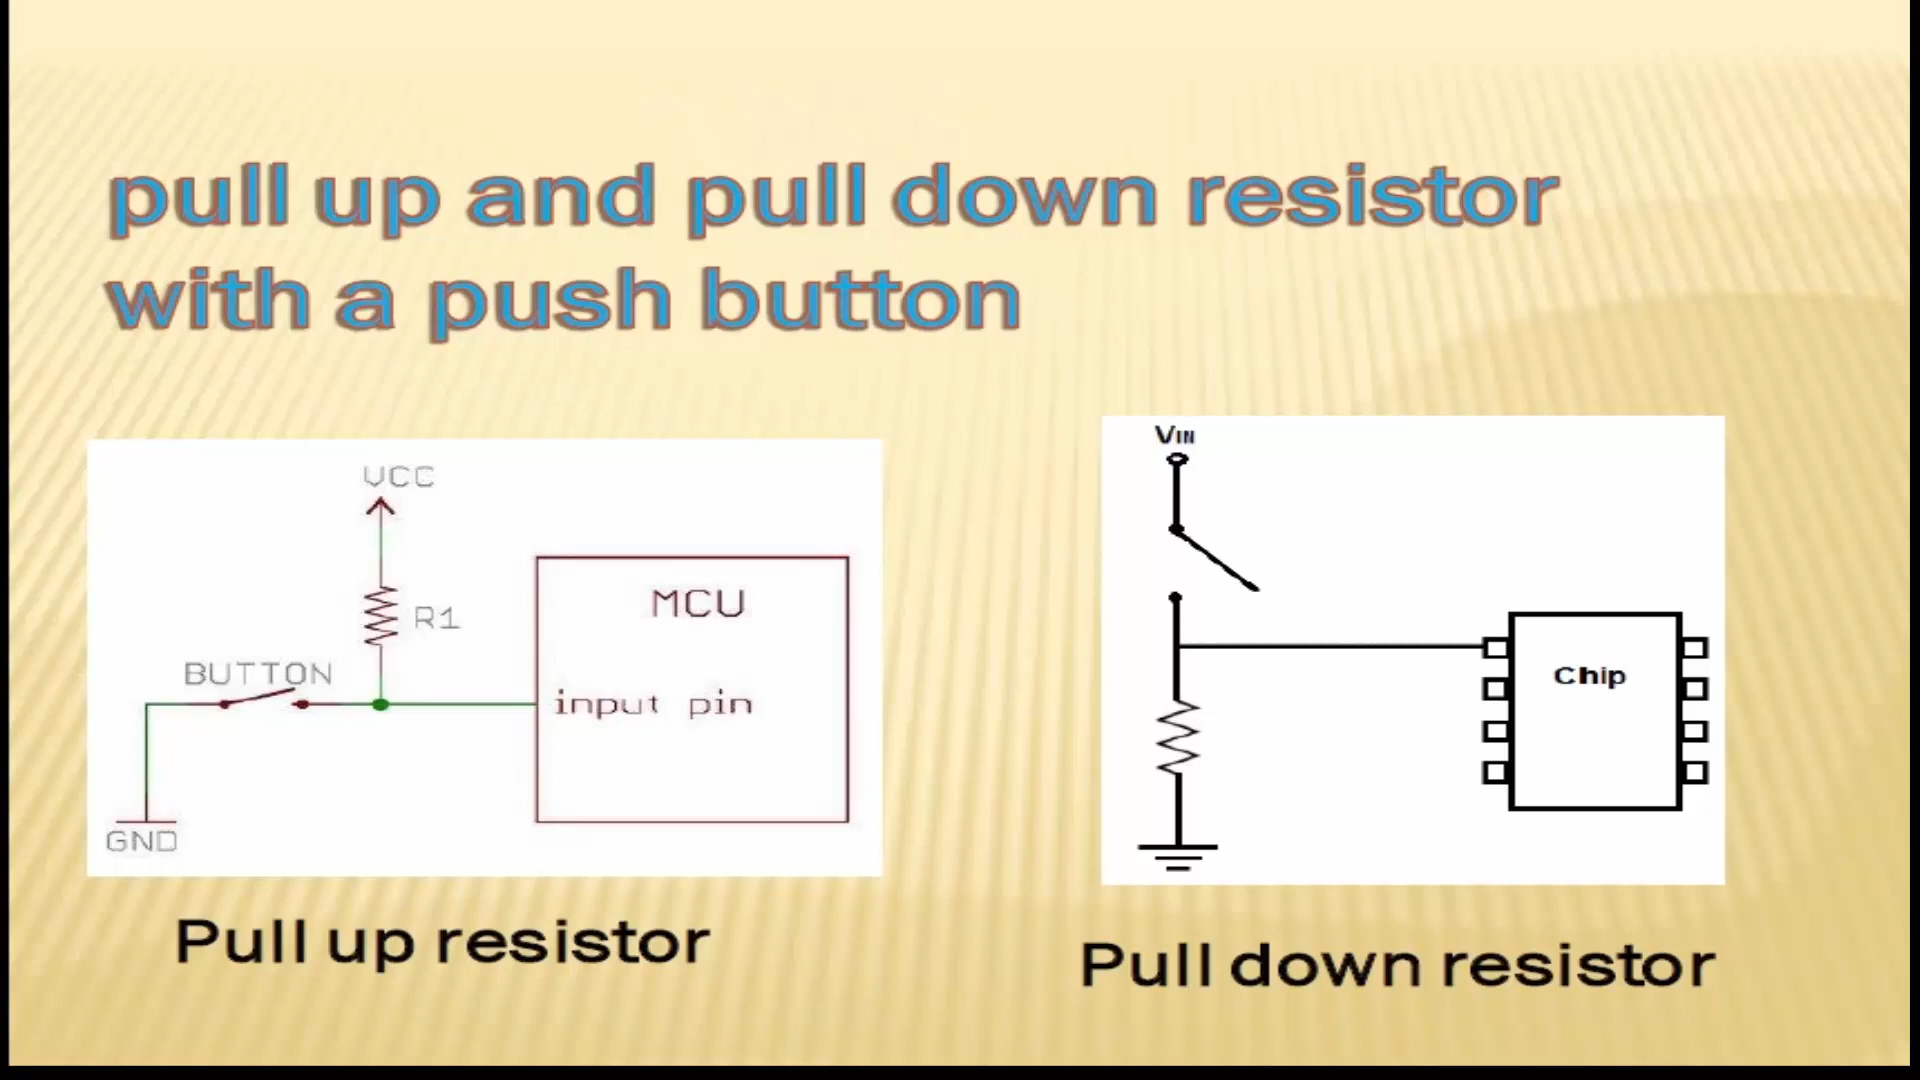 pull up and pull down resistor
with a push button
VCC
R1
BUTTON
MCU
input pin
GND
Pull up resistor
VIN
Chip
Pull down resistor